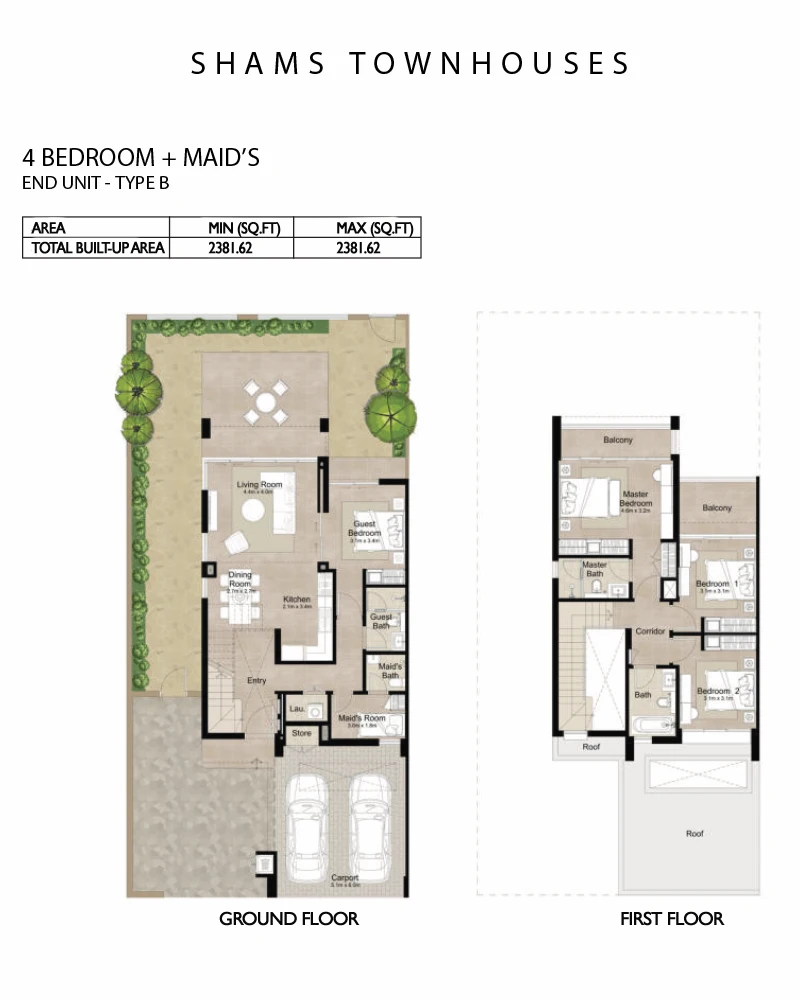 SHAMS TOWNHOUSES
4 BEDROOM + MAID'S
END UNIT - TYPE B
AREA MIN (SQ.FT) MAX (SQ.FT)
TOTAL BUILT-UP AREA 2381.62 2381.62
Living Room
4.4m x 4.0m
Guest
Bedroom
3.1m x 3.4m
Dining
Room
2.7m x 2.7m
Kitchen
2.1m x 3.4m
Guest
Bath
Maid's
Bath
Entry
Lau.
Maid's Room
3.0m x 1.8m
Store
Carport
5.1m x 6.0m
GROUND FLOOR
Balcony
Master
Bedroom
4.6m x 3.2m
Balcony
Master
Bath
Bedroom 1
3.1m x 3.1m
Corridor
Bath
Bedroom 2
3.1m x 3.1m
Roof
Roof
FIRST FLOOR